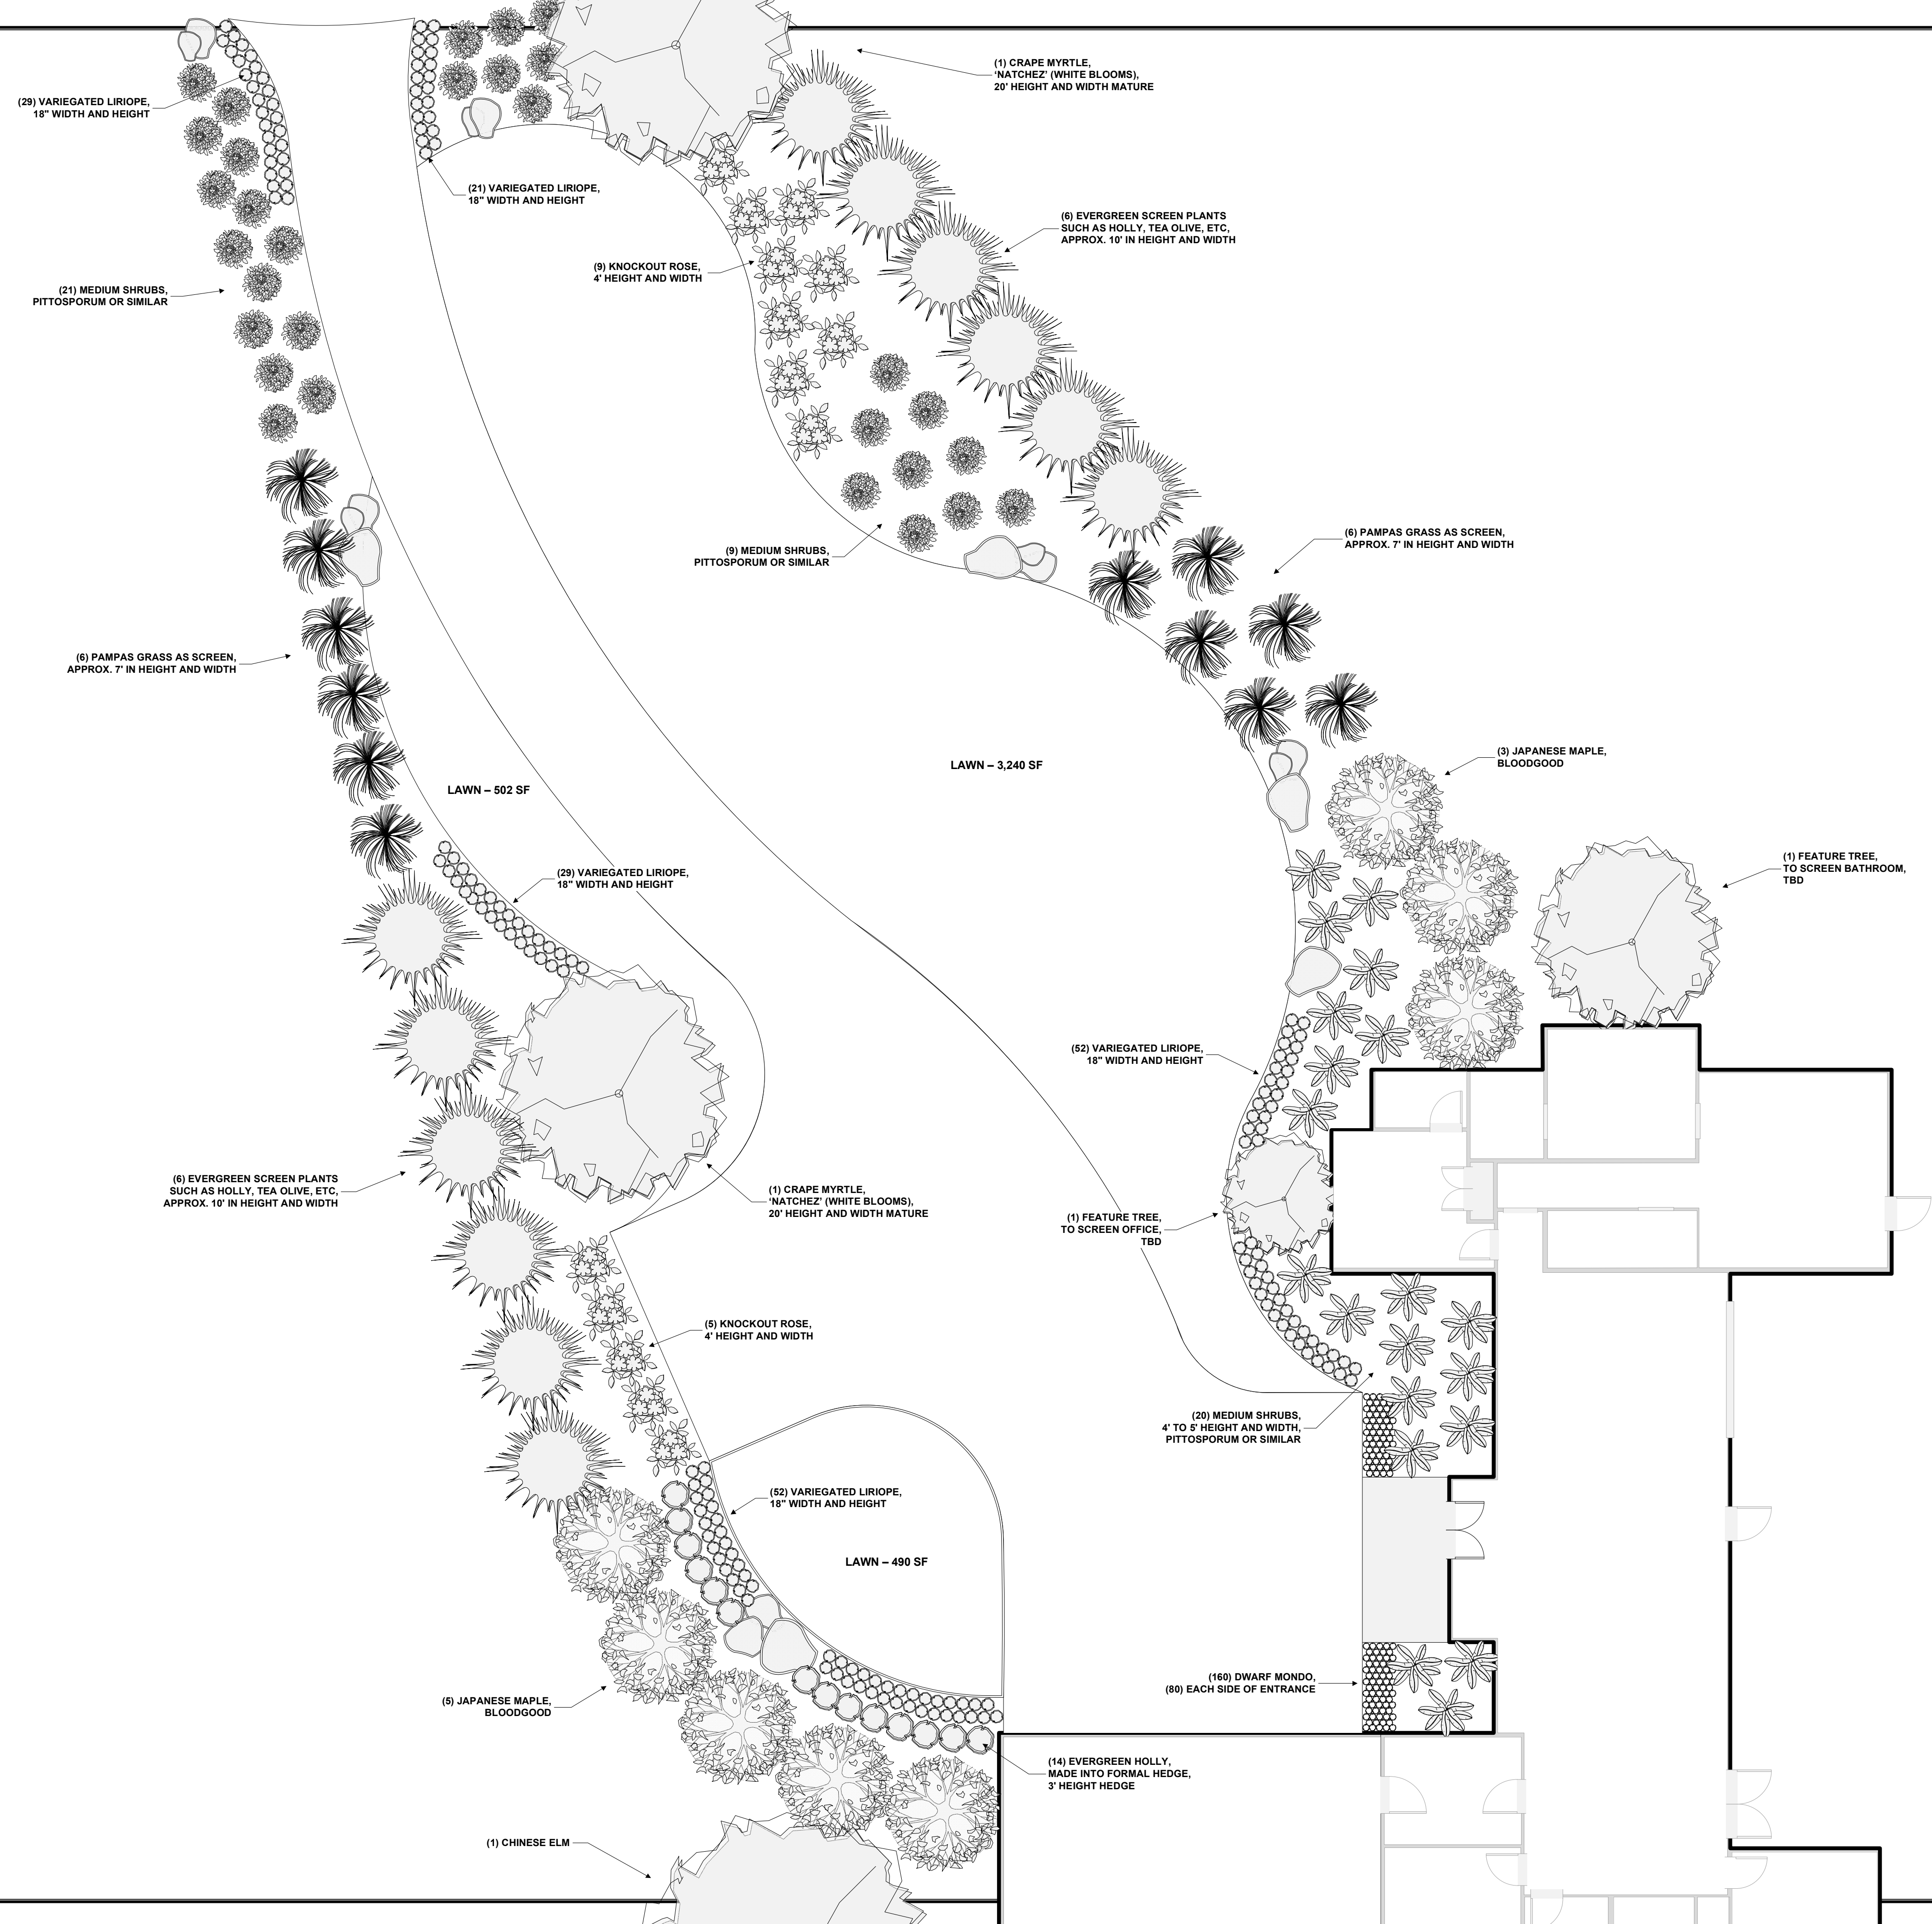 (1) CRAPE MYRTLE,
‘NATCHEZ’ (WHITE BLOOMS),
20' HEIGHT AND WIDTH MATURE
(29) VARIEGATED LIRIOPE,
18" WIDTH AND HEIGHT
(21) VARIEGATED LIRIOPE,
18" WIDTH AND HEIGHT
(6) EVERGREEN SCREEN PLANTS
SUCH AS HOLLY, TEA OLIVE, ETC,
APPROX. 10' IN HEIGHT AND WIDTH
(9) KNOCKOUT ROSE,
4' HEIGHT AND WIDTH
(21) MEDIUM SHRUBS,
PITTOSPORUM OR SIMILAR
(6) PAMPAS GRASS AS SCREEN,
APPROX. 7' IN HEIGHT AND WIDTH
(9) MEDIUM SHRUBS,
PITTOSPORUM OR SIMILAR
(6) PAMPAS GRASS AS SCREEN,
APPROX. 7' IN HEIGHT AND WIDTH
(3) JAPANESE MAPLE,
BLOODGOOD
LAWN – 3,240 SF
LAWN – 502 SF
(1) FEATURE TREE,
TO SCREEN BATHROOM,
TBD
(29) VARIEGATED LIRIOPE,
18" WIDTH AND HEIGHT
(52) VARIEGATED LIRIOPE,
18" WIDTH AND HEIGHT
(6) EVERGREEN SCREEN PLANTS
SUCH AS HOLLY, TEA OLIVE, ETC,
APPROX. 10' IN HEIGHT AND WIDTH
(1) CRAPE MYRTLE,
‘NATCHEZ’ (WHITE BLOOMS),
20' HEIGHT AND WIDTH MATURE
(1) FEATURE TREE,
TO SCREEN OFFICE,
TBD
(5) KNOCKOUT ROSE,
4' HEIGHT AND WIDTH
(20) MEDIUM SHRUBS,
4' TO 5' HEIGHT AND WIDTH,
PITTOSPORUM OR SIMILAR
(52) VARIEGATED LIRIOPE,
18" WIDTH AND HEIGHT
LAWN – 490 SF
(160) DWARF MONDO,
(80) EACH SIDE OF ENTRANCE
(5) JAPANESE MAPLE,
BLOODGOOD
(14) EVERGREEN HOLLY,
MADE INTO FORMAL HEDGE,
3' HEIGHT HEDGE
(1) CHINESE ELM